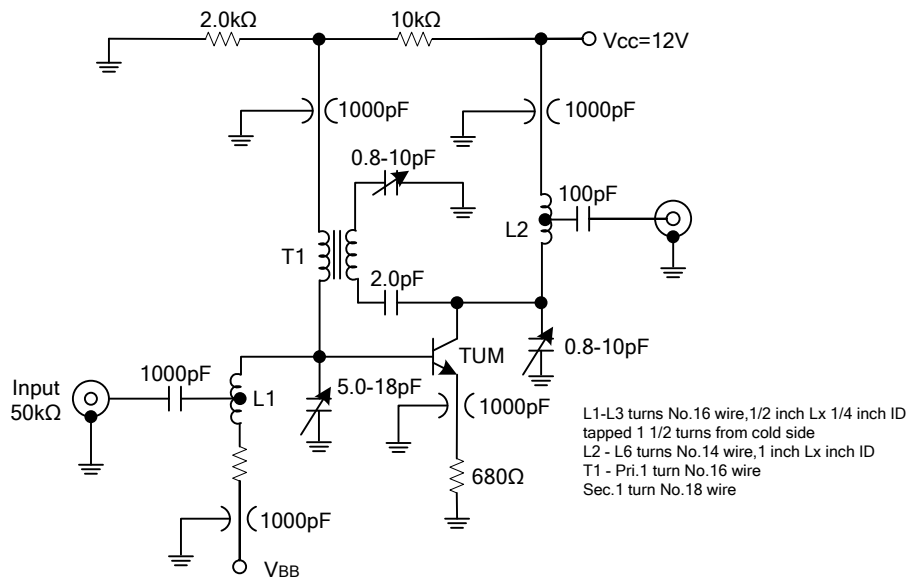 2.0kΩ
10kΩ
Vcc=12V
1000pF
1000pF
0.8-10pF
100pF
L2
T1
2.0pF
TUM
0.8-10pF
1000pF
5.0-18pF
Input
50kΩ
L1
1000pF
680Ω
1000pF
VBB
L1-L3 turns No.16 wire,1/2 inch Lx 1/4 inch ID
tapped 1 1/2 turns from cold side
L2 - L6 turns No.14 wire,1 inch Lx inch ID
T1 - Pri.1 turn No.16 wire
Sec.1 turn No.18 wire